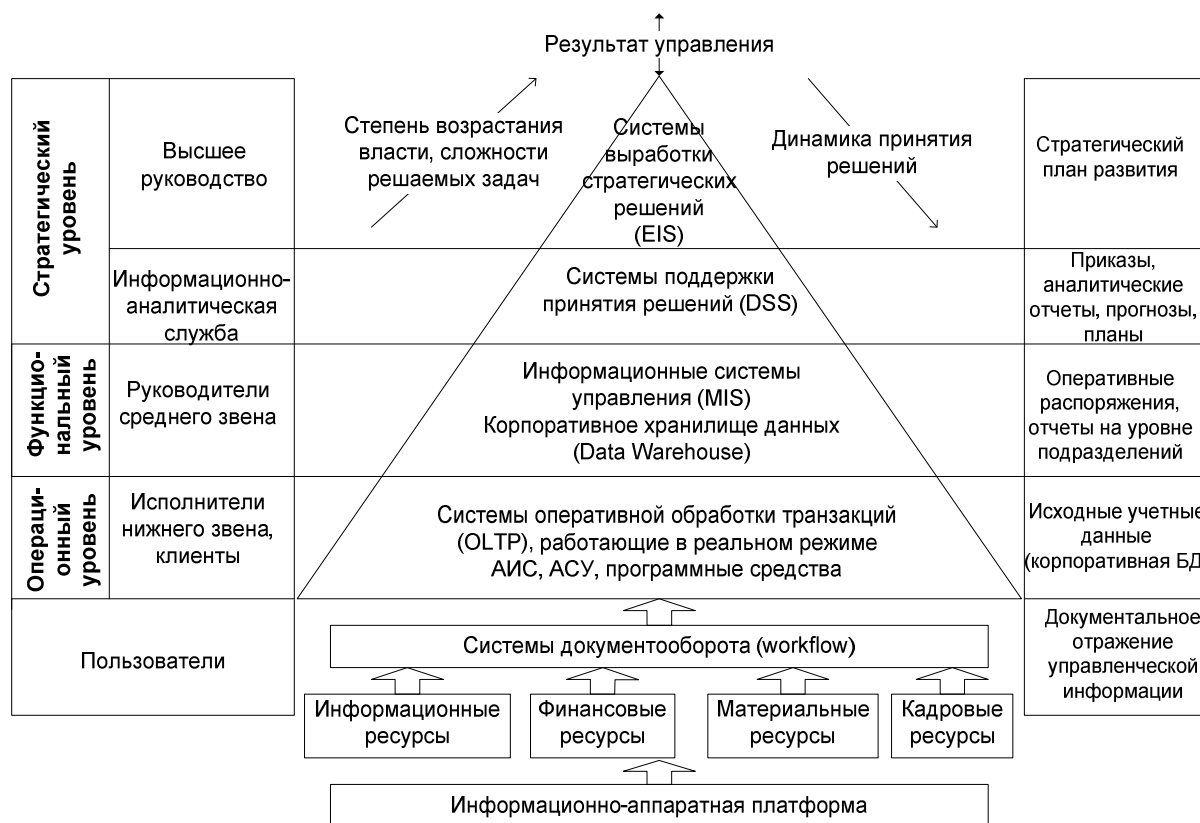 Результат управления
Стратегический
уровень
Высшее
руководство
Степень возрастания
власти, сложности
решаемых задач
Системы
выработки
стратегических
решений
(EIS)
Динамика принятия
решений
Стратегический
план развития
Информационно-
аналитическая
служба
Системы поддержки
принятия решений (DSS)
Приказы,
аналитические
отчеты, прогнозы,
планы
Функцио-
нальный
уровень
Руководители
среднего звена
Информационные системы
управления (MIS)
Корпоративное хранилище данных
(Data Warehouse)
Оперативные
распоряжения,
отчеты на уровне
подразделений
Операци-
онный
уровень
Исполнители
нижнего звена,
клиенты
Системы оперативной обработки транзакций
(OLTP), работающие в реальном режиме
АИС, АСУ, программные средства
Исходные учетные
данные
(корпоративная БД
Пользователи
Системы документооборота (workflow)
Документальное
отражение
управленческой
информации
Информационные
ресурсы
Финансовые
ресурсы
Материальные
ресурсы
Кадровые
ресурсы
Информационно-аппаратная платформа